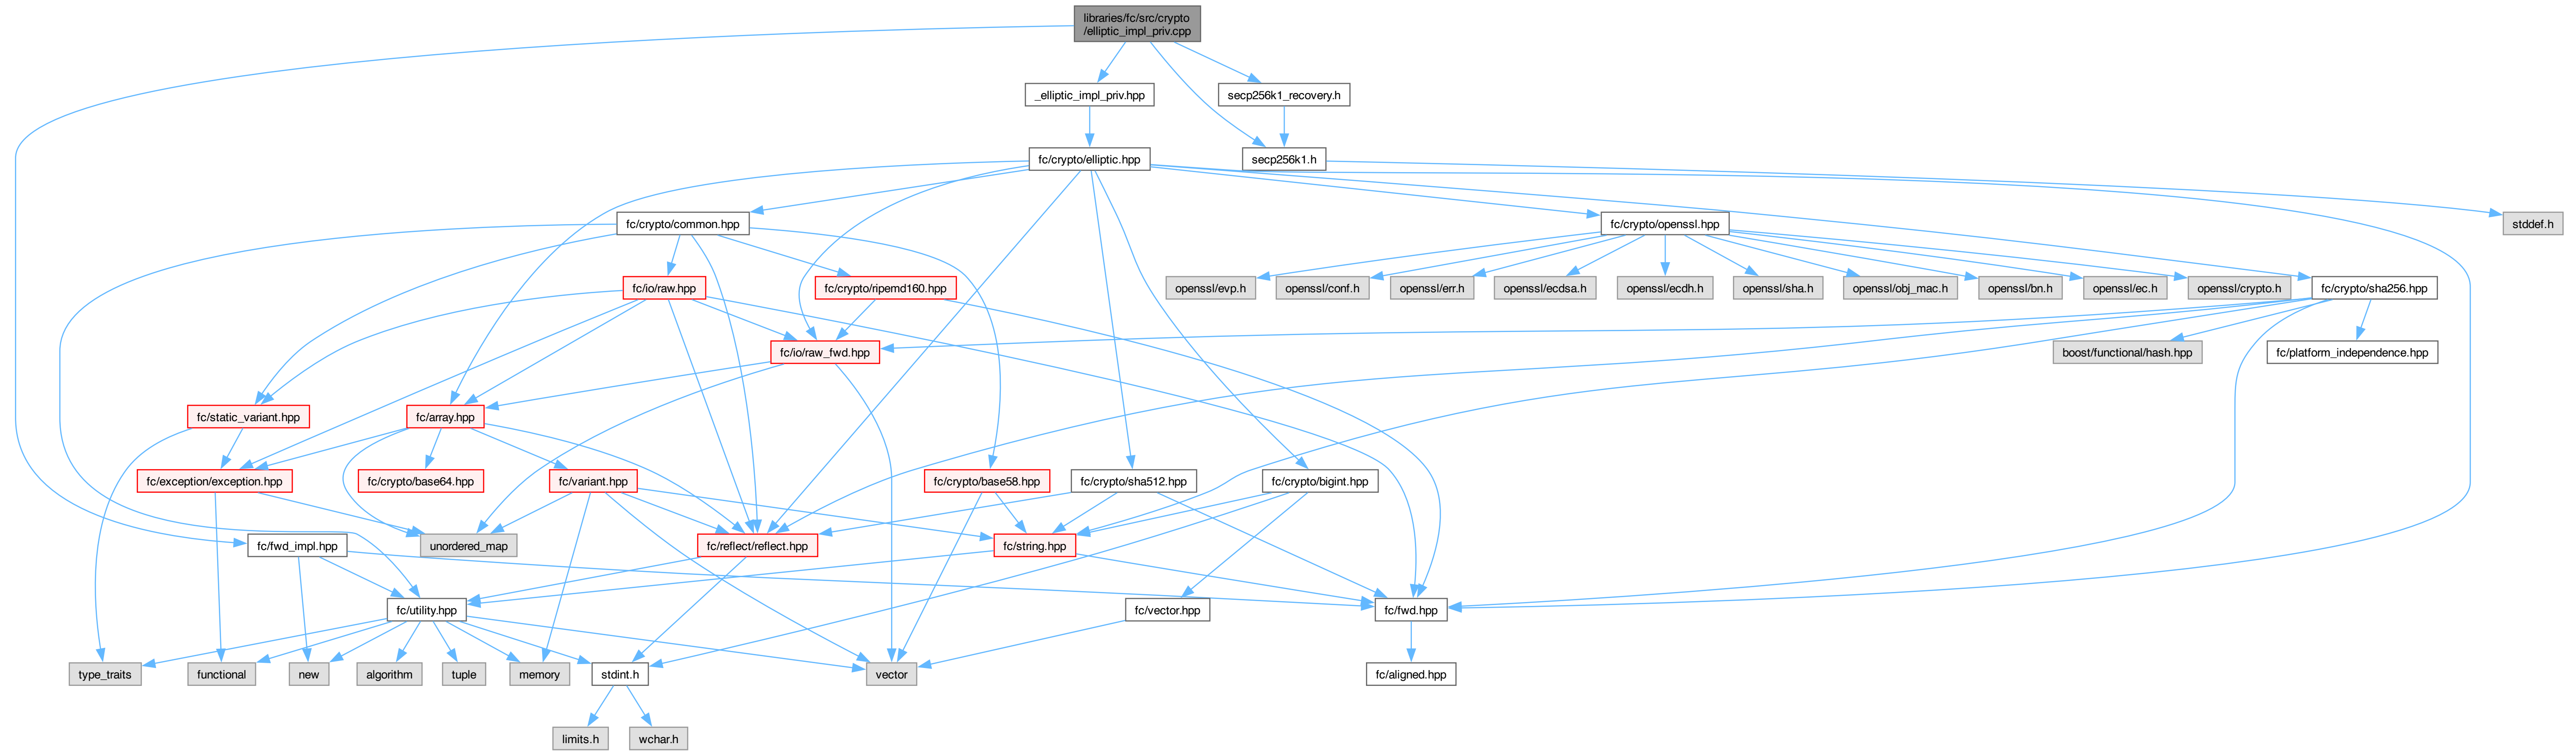 libraries/fc/src/crypto
/elliptic_impl_priv.cpp
_elliptic_impl_priv.hpp
secp256k1_recovery.h
fc/crypto/elliptic.hpp
secp256k1.h
fc/crypto/common.hpp
fc/crypto/openssl.hpp
stddef.h
fc/io/raw.hpp
fc/crypto/ripemd160.hpp
openssl/evp.h
openssl/conf.h
openssl/err.h
openssl/ecdsa.h
openssl/ecdh.h
openssl/sha.h
openssl/obj_mac.h
openssl/bn.h
openssl/ec.h
openssl/crypto.h
fc/crypto/sha256.hpp
fc/io/raw_fwd.hpp
boost/functional/hash.hpp
fc/platform_independence.hpp
fc/static_variant.hpp
fc/array.hpp
fc/exception/exception.hpp
fc/crypto/base64.hpp
fc/variant.hpp
fc/crypto/base58.hpp
fc/crypto/sha512.hpp
fc/crypto/bigint.hpp
fc/fwd_impl.hpp
unordered_map
fc/reflect/reflect.hpp
fc/string.hpp
fc/utility.hpp
fc/vector.hpp
fc/fwd.hpp
type_traits
functional
new
algorithm
tuple
memory
stdint.h
vector
fc/aligned.hpp
limits.h
wchar.h